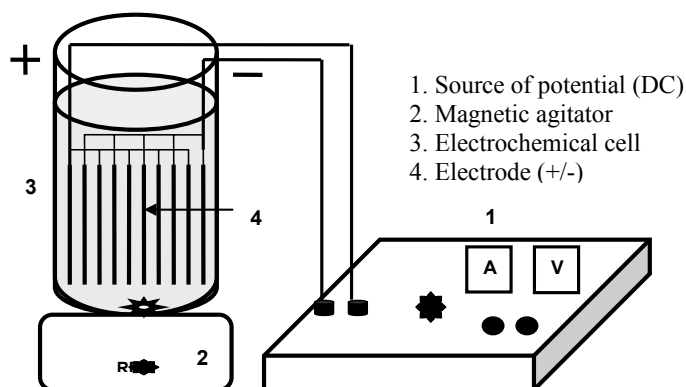 +
−
1. Source of potential (DC)
2. Magnetic agitator
3. Electrochemical cell
4. Electrode (+/-)
3
4
1
A V
2